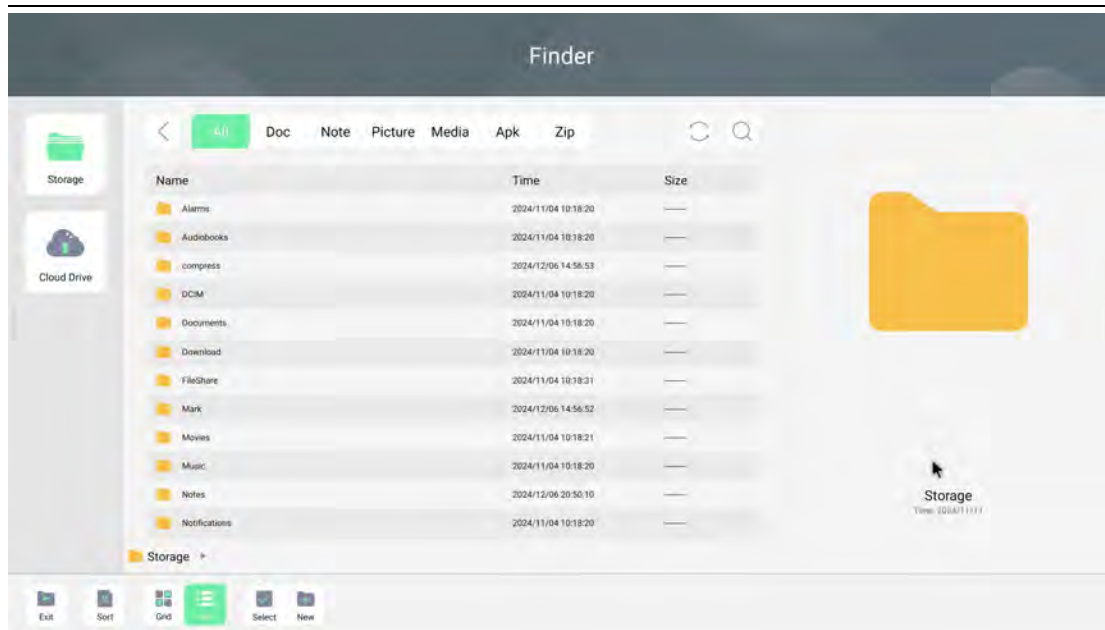 Finder
All Doc Note Picture Media Apk Zip
Storage
Cloud Drive
Name Time Size
Alarms 2024/11/04 10:18:20 ——
Audiobooks 2024/11/04 10:18:20 ——
compress 2024/12/06 14:56:53 ——
DCIM 2024/11/04 10:18:20 ——
Documents 2024/11/04 10:18:20 ——
Download 2024/11/04 10:18:20 ——
FileShare 2024/11/04 10:18:31 ——
Mark 2024/12/06 14:56:52 ——
Movies 2024/11/04 10:18:21 ——
Music 2024/11/04 10:18:20 ——
Notes 2024/12/06 20:50:10 ——
Notifications 2024/11/04 10:18:20 ——
Storage
Storage
Time: 2024/11/11
Exit Sort Grid Select New